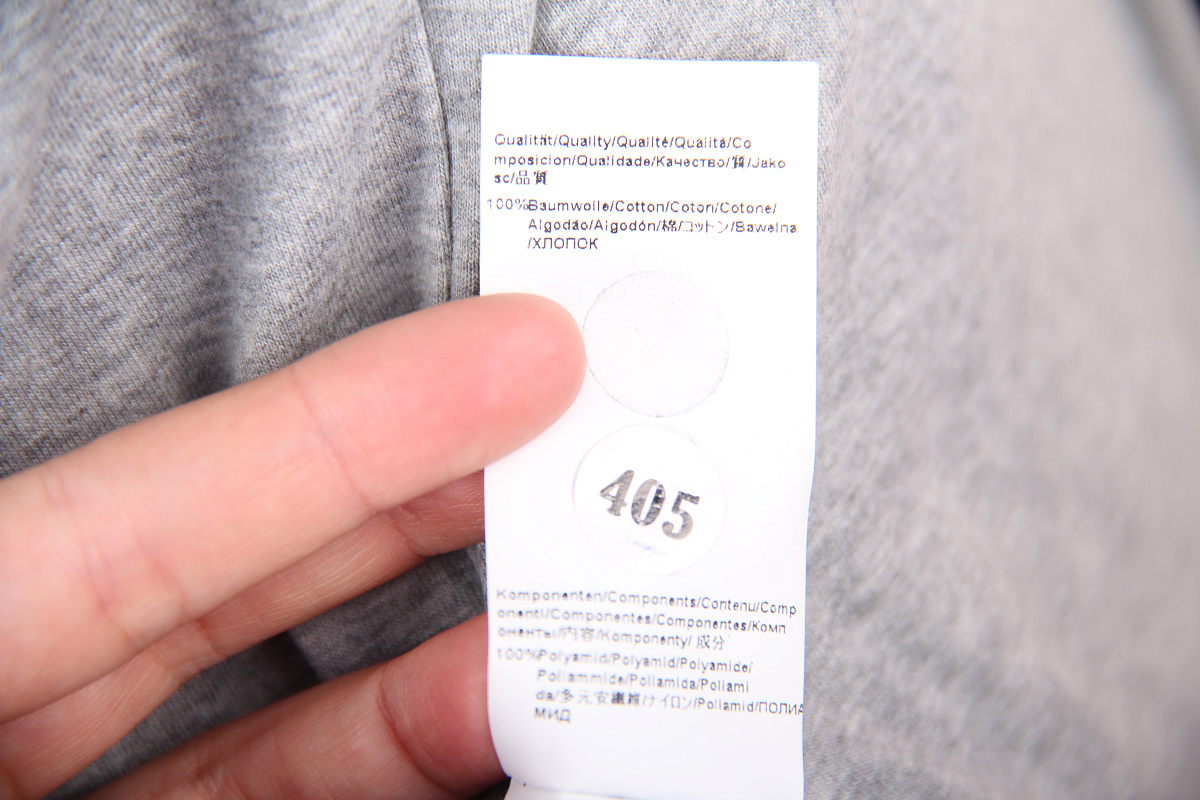 Qualität/Quality/Quailté/Qualità/Co
mposicion/Qualidade/Качество/質/Jako
sc/品質
100%Baumwolle/Cotton/Coton/Cotone/
Algodão/Algodón/棉/コットン/Bawelna
/ХЛОПОК
405
Komponenten/Components/Contenu/Comp
onenti/Componentes/Componentes/Комп
оненты/内容/Komponenty/ 成分
100%Polyamid/Polyamid/Polyamide/
Poliammide/Poliamida/Poliami
da/多元安纖維/ナイロン/Poliamid/ПОЛИА
МИД